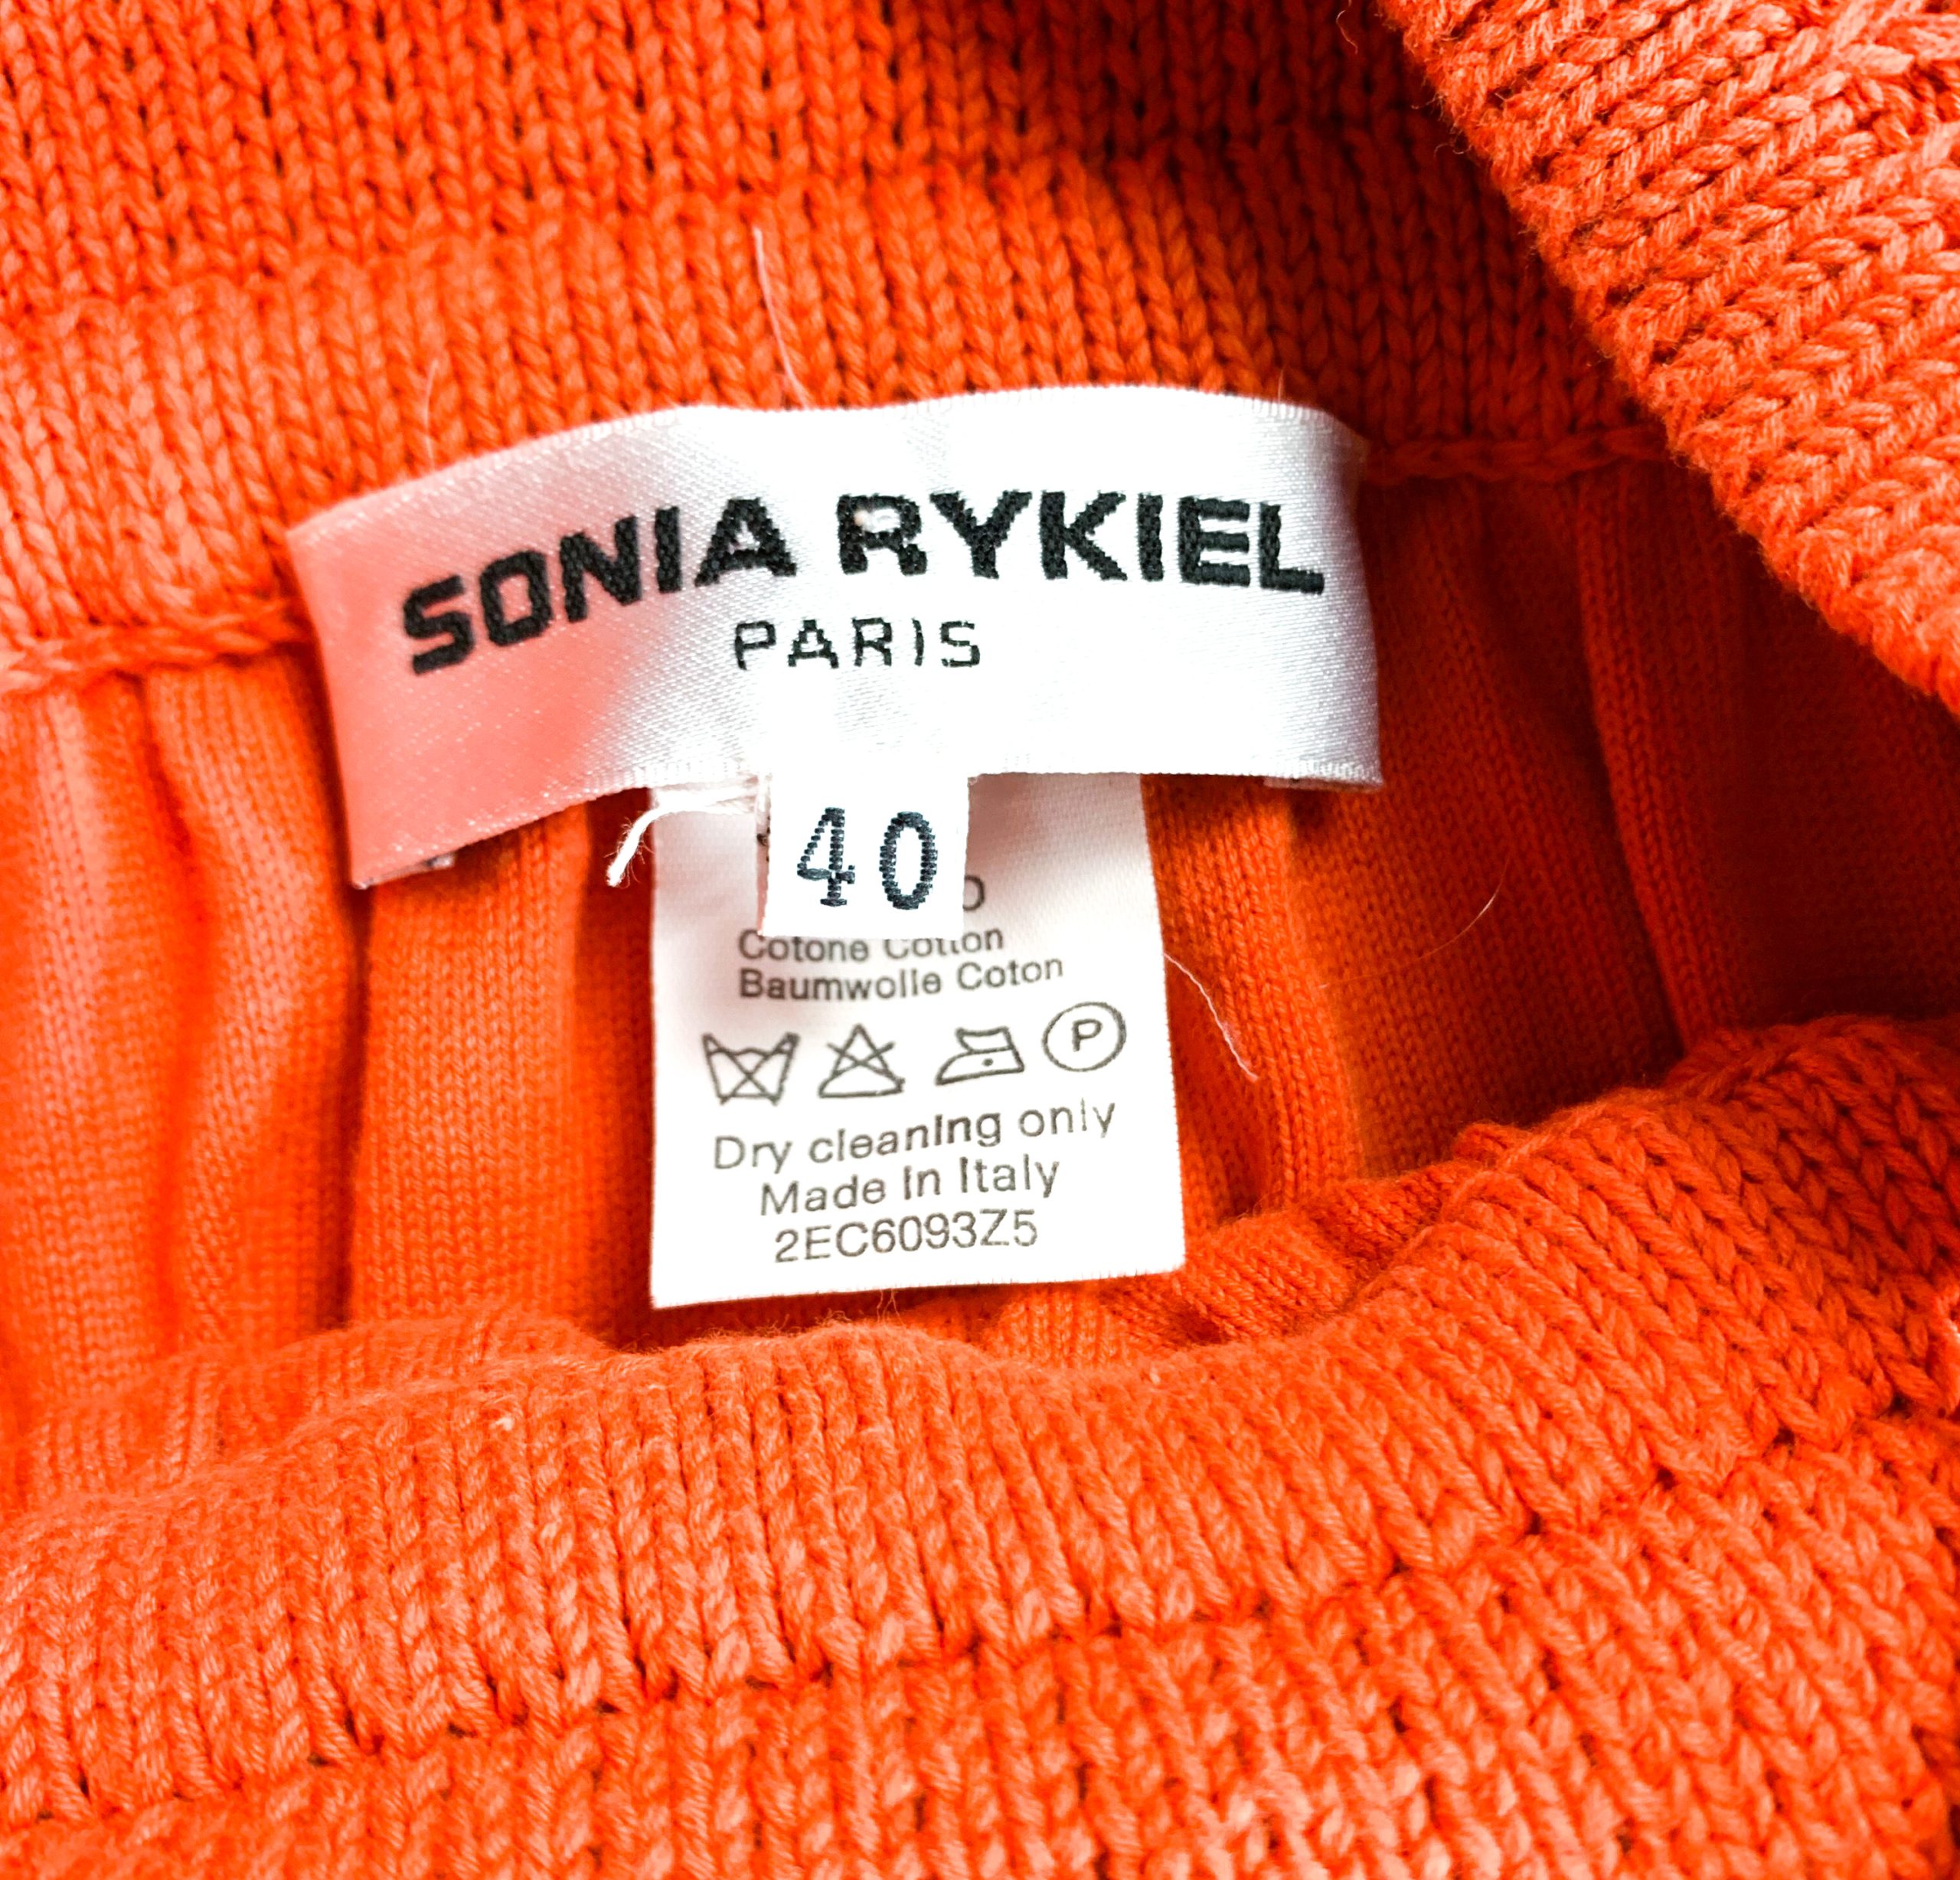 SONIA RYKIEL
PARIS
40
Cotone Cotton
Baumwolle Coton
P
Dry cleaning only
Made in Italy
2EC6093Z5